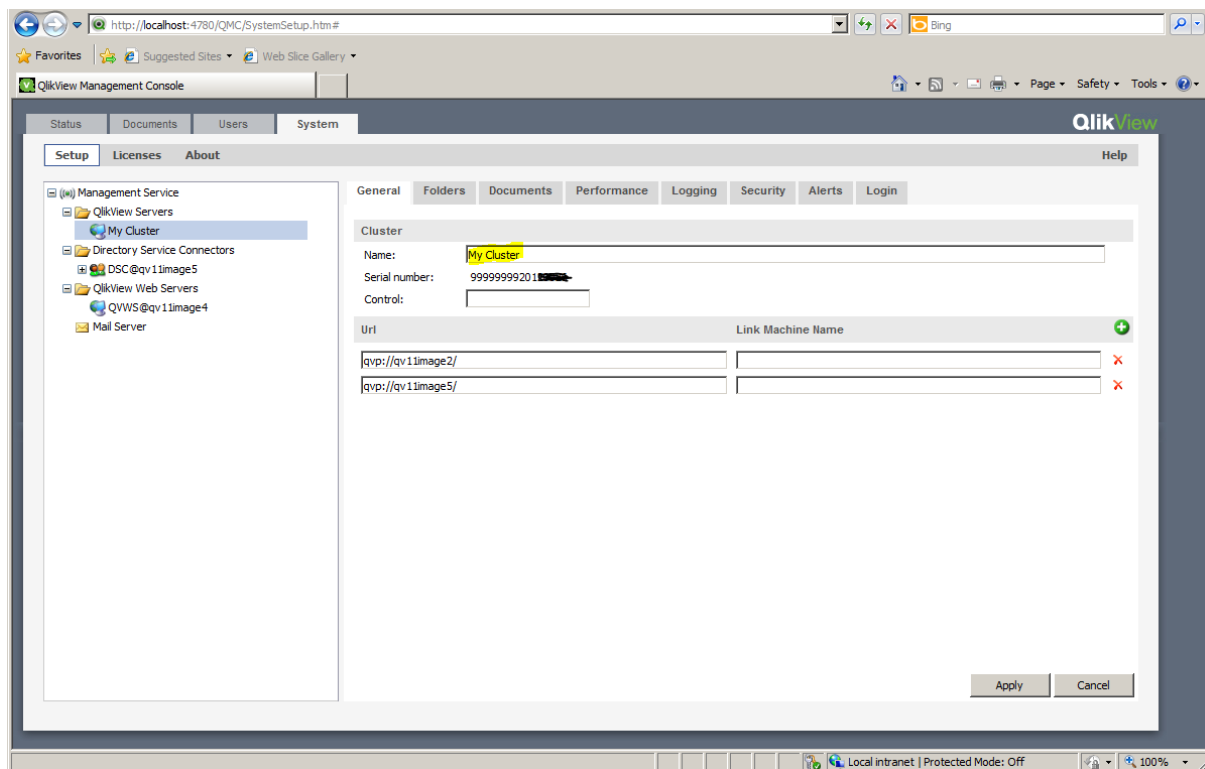 http://localhost:4780/QMC/SystemSetup.htm#
Bing
Favorites
Suggested Sites
Web Slice Gallery
QlikView Management Console
Page
Safety
Tools
Status
Documents
Users
System
QlikView
Setup
Licenses
About
Help
Management Service
QlikView Servers
My Cluster
Directory Service Connectors
DSC@qv11image5
QlikView Web Servers
QVWS@qv11image4
Mail Server
General
Folders
Documents
Performance
Logging
Security
Alerts
Login
Cluster
Name:
My Cluster
Serial number:
Control:
Url
Link Machine Name
qvp://qv11image2/
qvp://qv11image5/
Apply
Cancel
Local intranet | Protected Mode: Off
100%